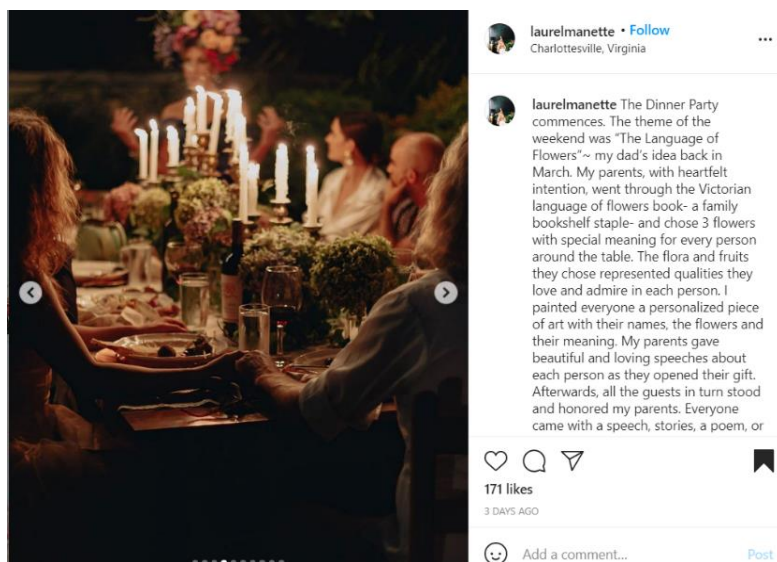 laurelmanette • Follow
Charlottesville, Virginia
laurelmanette The Dinner Party
commences. The theme of the
weekend was "The Language of
Flowers"~ my dad's idea back in
March. My parents, with heartfelt
intention, went through the Victorian
language of flowers book- a family
bookshelf staple- and chose 3 flowers
with special meaning for every person
around the table. The flora and fruits
they chose represented qualities they
love and admire in each person. I
painted everyone a personalized piece
of art with their names, the flowers and
their meaning. My parents gave
beautiful and loving speeches about
each person as they opened their gift.
Afterwards, all the guests in turn stood
and honored my parents. Everyone
came with a speech, stories, a poem, or
171 likes
3 DAYS AGO
Add a comment...
Post